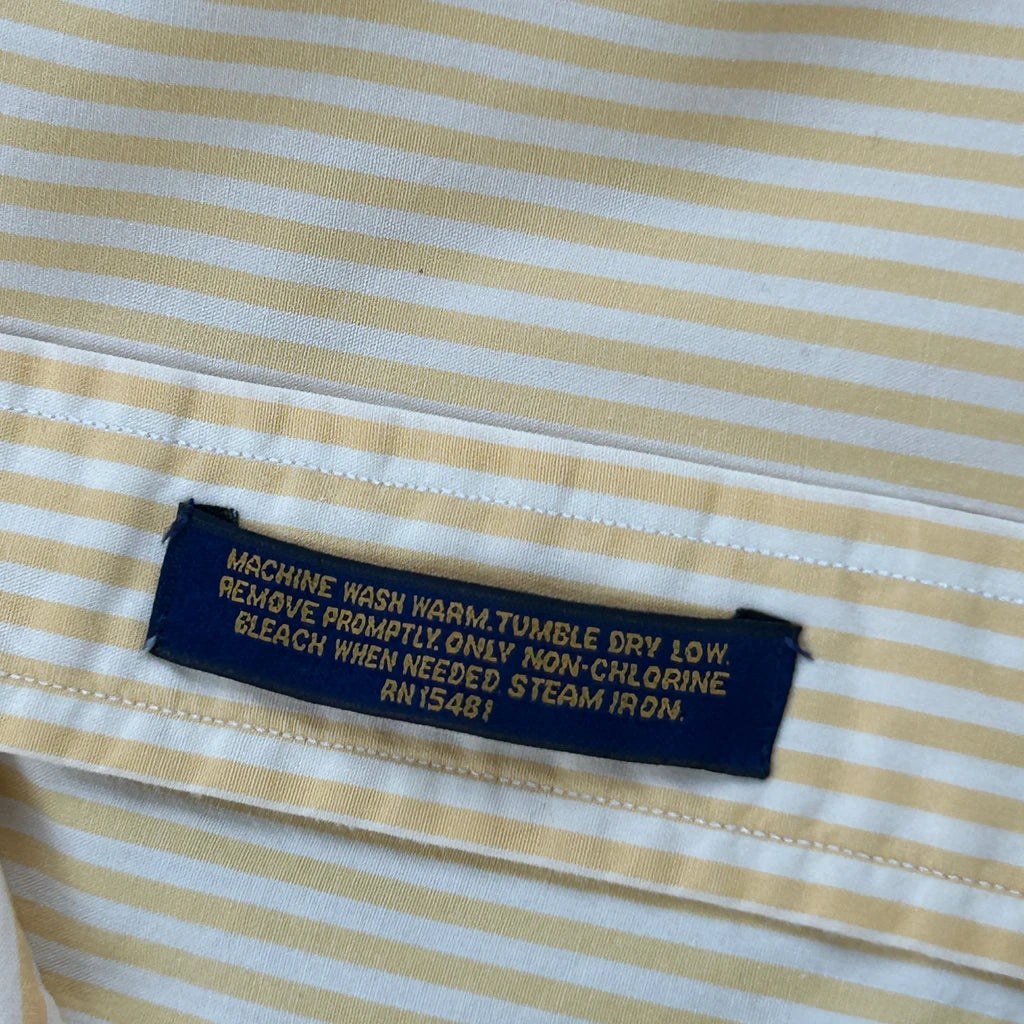 MACHINE WASH WARM. TUMBLE DRY LOW.
REMOVE PROMPTLY. ONLY NON-CHLORINE
BLEACH WHEN NEEDED. STEAM IRON.
RN 15481